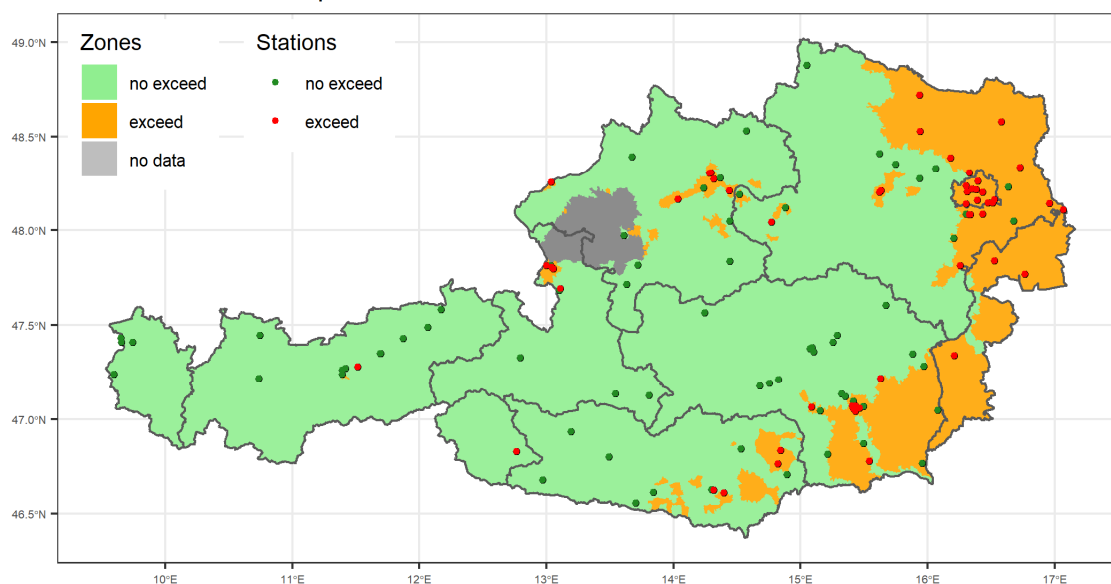 Zones
no exceed
exceed
no data
Stations
no exceed
exceed
49.0°N
48.5°N
48.0°N
47.5°N
47.0°N
46.5°N
10°E 11°E 12°E 13°E 14°E 15°E 16°E 17°E